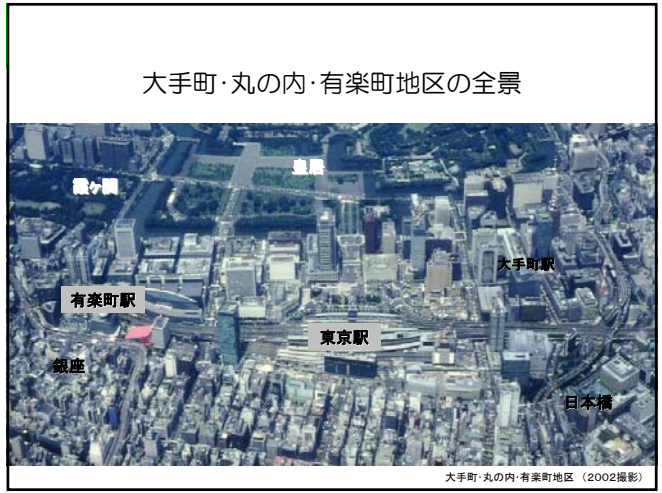 大手町･丸の内･有楽町地区の全景
皇居
霞ヶ関
大手町駅
有楽町駅
東京駅
銀座
日本橋
大手町･丸の内･有楽町地区 （2002撮影）